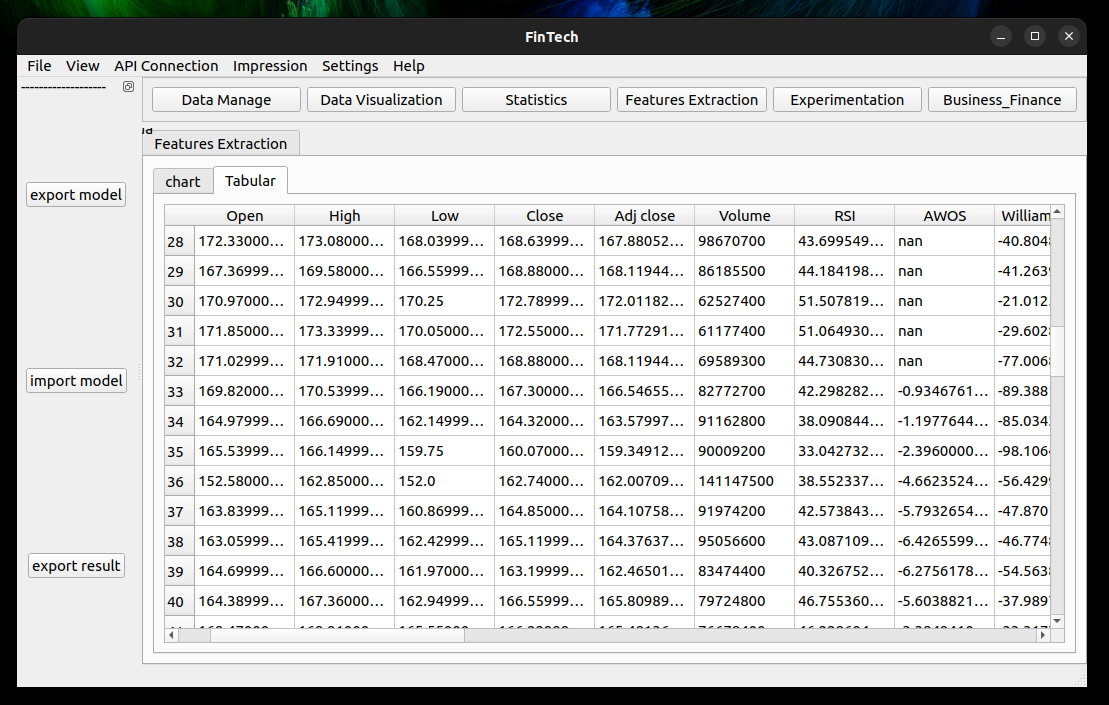 FinTech
File View API Connection Impression Settings Help
-------------------
Data Manage Data Visualization Statistics Features Extraction Experimentation Business_Finance
Features Extraction
chart Tabular
export model
import model
export result
Open High Low Close Adj close Volume RSI AWOS William
28 172.33000... 173.08000... 168.03999... 168.63999... 167.88052... 98670700 43.699549... nan -40.8048
29 167.36999... 169.58000... 166.55999... 168.88000... 168.11944... 86185500 44.184198... nan -41.2639
30 170.97000... 172.94999... 170.25 172.78999... 172.01182... 62527400 51.507819... nan -21.012
31 171.85000... 173.33999... 170.05000... 172.55000... 171.77291... 61177400 51.064930... nan -29.6028
32 171.02999... 171.91000... 168.47000... 168.88000... 168.11944... 69589300 44.730830... nan -77.0068
33 169.82000... 170.53999... 166.19000... 167.30000... 166.54655... 82772700 42.298282... -0.9346761... -89.388
34 164.97999... 166.69000... 162.14999... 164.32000... 163.57997... 91162800 38.090844... -1.1977644... -85.034
35 165.53999... 166.14999... 159.75 160.07000... 159.34912... 90009200 33.042732... -2.3960000... -98.106
36 152.58000... 162.85000... 152.0 162.74000... 162.00709... 141147500 38.552337... -4.6623524... -56.429
37 163.83999... 165.11999... 160.86999... 164.85000... 164.10758... 91974200 42.573843... -5.7932654... -47.870
38 163.05999... 165.41999... 162.42999... 165.11999... 164.37637... 95056600 43.087109... -6.4265599... -46.774
39 164.69999... 166.60000... 161.97000... 163.19999... 162.46501... 83474400 40.326752... -6.2756178... -54.563
40 164.38999... 167.36000... 162.94999... 166.55999... 165.80989... 79724800 46.755360... -5.6038821... -37.989